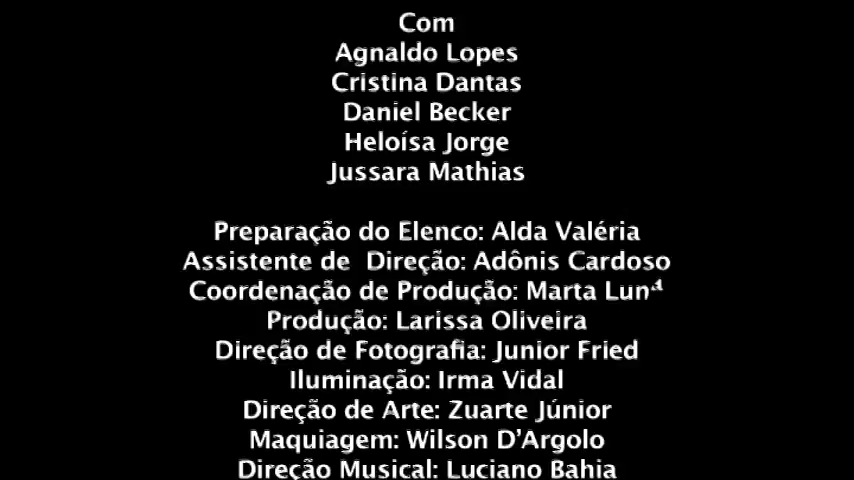 Com
Agnaldo Lopes
Cristina Dantas
Daniel Becker
Heloísa Jorge
Jussara Mathias
Preparação do Elenco: Alda Valéria
Assistente de Direção: Adônis Cardoso
Coordenação de Produção: Marta
Produção: Larissa Oliveira
Direção de Fotografia: Junior Fried
Iluminação: Irma Vidal
Direção de Arte: Zuarte Júnior
Maquiagem: Wilson D’Argolo
Direção Musical: Luciano Bahia